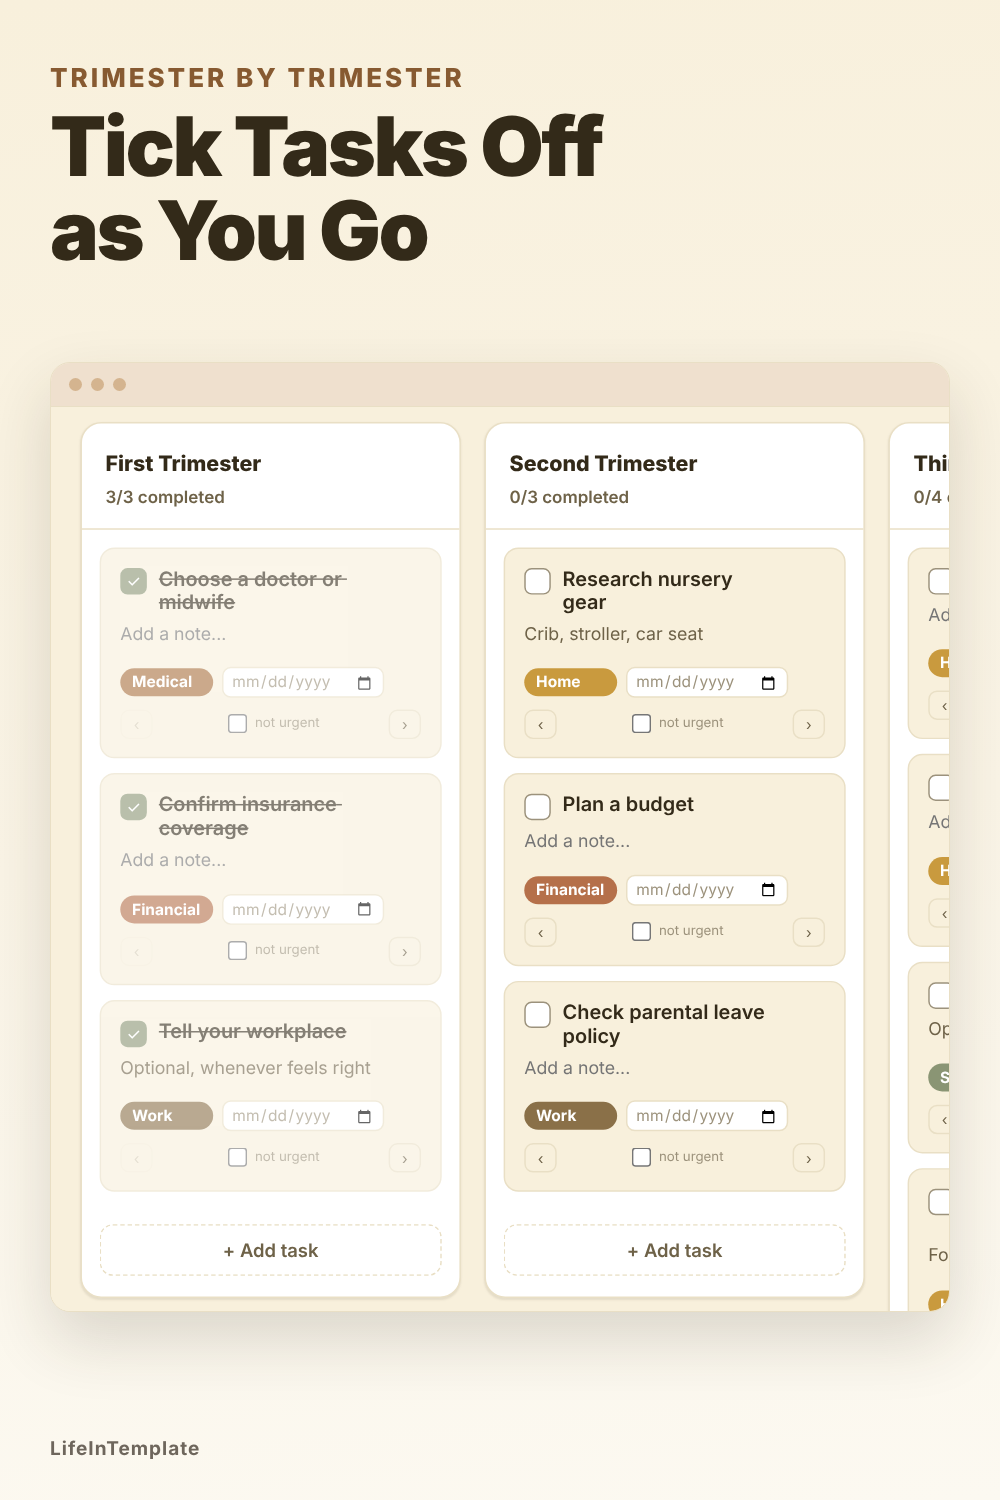 TRIMESTER BY TRIMESTER
Tick Tasks Off
as You Go
First Trimester
3/3 completed
Choose a doctor or
midwife
Add a note...
Medical
mm/dd/yyyy
‹
not urgent
›
Confirm insurance
coverage
Add a note...
Financial
mm/dd/yyyy
‹
not urgent
›
Tell your workplace
Optional, whenever feels right
Work
mm/dd/yyyy
‹
not urgent
›
+ Add task
Second Trimester
0/3 completed
Research nursery
gear
Crib, stroller, car seat
Home
mm/dd/yyyy
‹
not urgent
›
Plan a budget
Add a note...
Financial
mm/dd/yyyy
‹
not urgent
›
Check parental leave
policy
Add a note...
Work
mm/dd/yyyy
‹
not urgent
›
+ Add task
0/4
LifeInTemplate